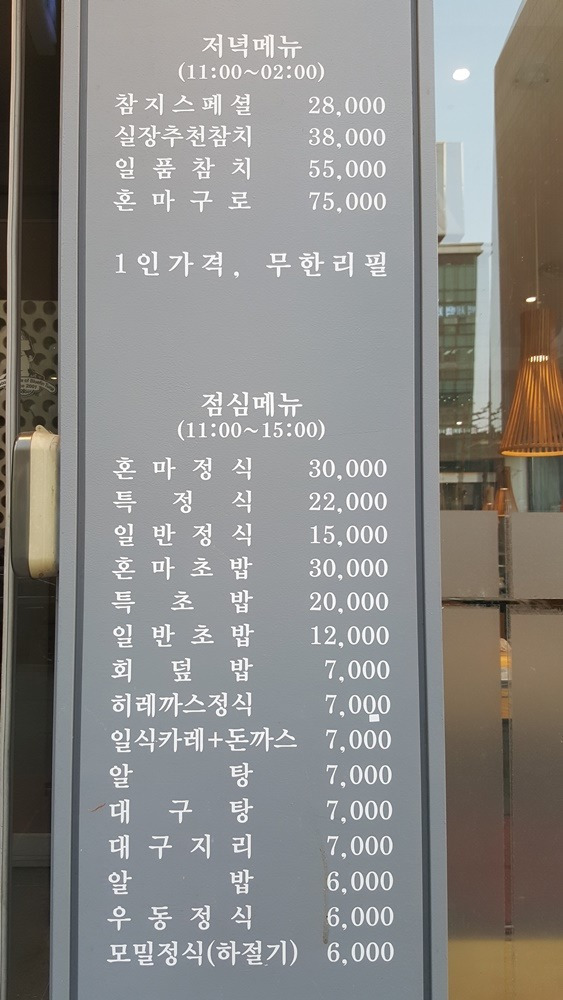 저녁메뉴
(11:00~02:00)
참지스페셜 28,000
실장추천참치 38,000
일품참치 55,000
혼마구로 75,000
1인가격, 무한리필
점심메뉴
(11:00~15:00)
혼마정식 30,000
특정식 22,000
일반정식 15,000
혼마초밥 30,000
특초밥 20,000
일반초밥 12,000
회덮밥 7,000
히레까스정식 7,000
일식카레+돈까스 7,000
알탕 7,000
대구탕 7,000
대구지리 7,000
알밥 6,000
우동정식 6,000
모밀정식(하절기) 6,000